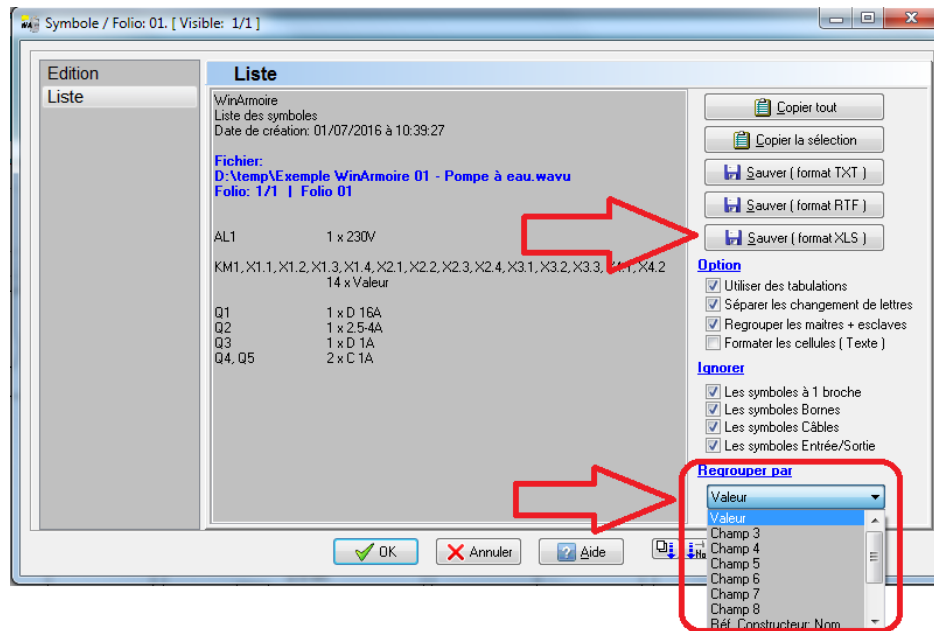 Symbole / Folio: 01. [ Visible: 1/1 ]
Edition
Liste
Liste
WinArmoire
Liste des symboles
Date de création: 01/07/2016 à 10:39:27
Fichier:
D:\temp\Exemple WinArmoire 01 - Pompe à eau.wavu
Folio: 1/1 | Folio 01
AL1 1 x 230V
KM1, X1.1, X1.2, X1.3, X1.4, X2.1, X2.2, X2.3, X2.4, X3.1, X3.2, X3.3, X4.1, X4.2
14 x Valeur
Q1 1 x D 16A
Q2 1 x 2.5-4A
Q3 1 x D 1A
Q4, Q5 2 x C 1A
Copier tout
Copier la sélection
Sauver ( format TXT )
Sauver ( format RTF )
Sauver ( format XLS )
Option
Utiliser des tabulations
Séparer les changement de lettres
Regrouper les maitres + esclaves
Formater les cellules ( Texte )
Ignorer
Les symboles à 1 broche
Les symboles Bornes
Les symboles Câbles
Les symboles Entrée/Sortie
Regrouper par
Valeur
Valeur
Champ 3
Champ 4
Champ 5
Champ 6
Champ 7
Champ 8
Réf. Constructeur: Nom
OK
Annuler
Aide